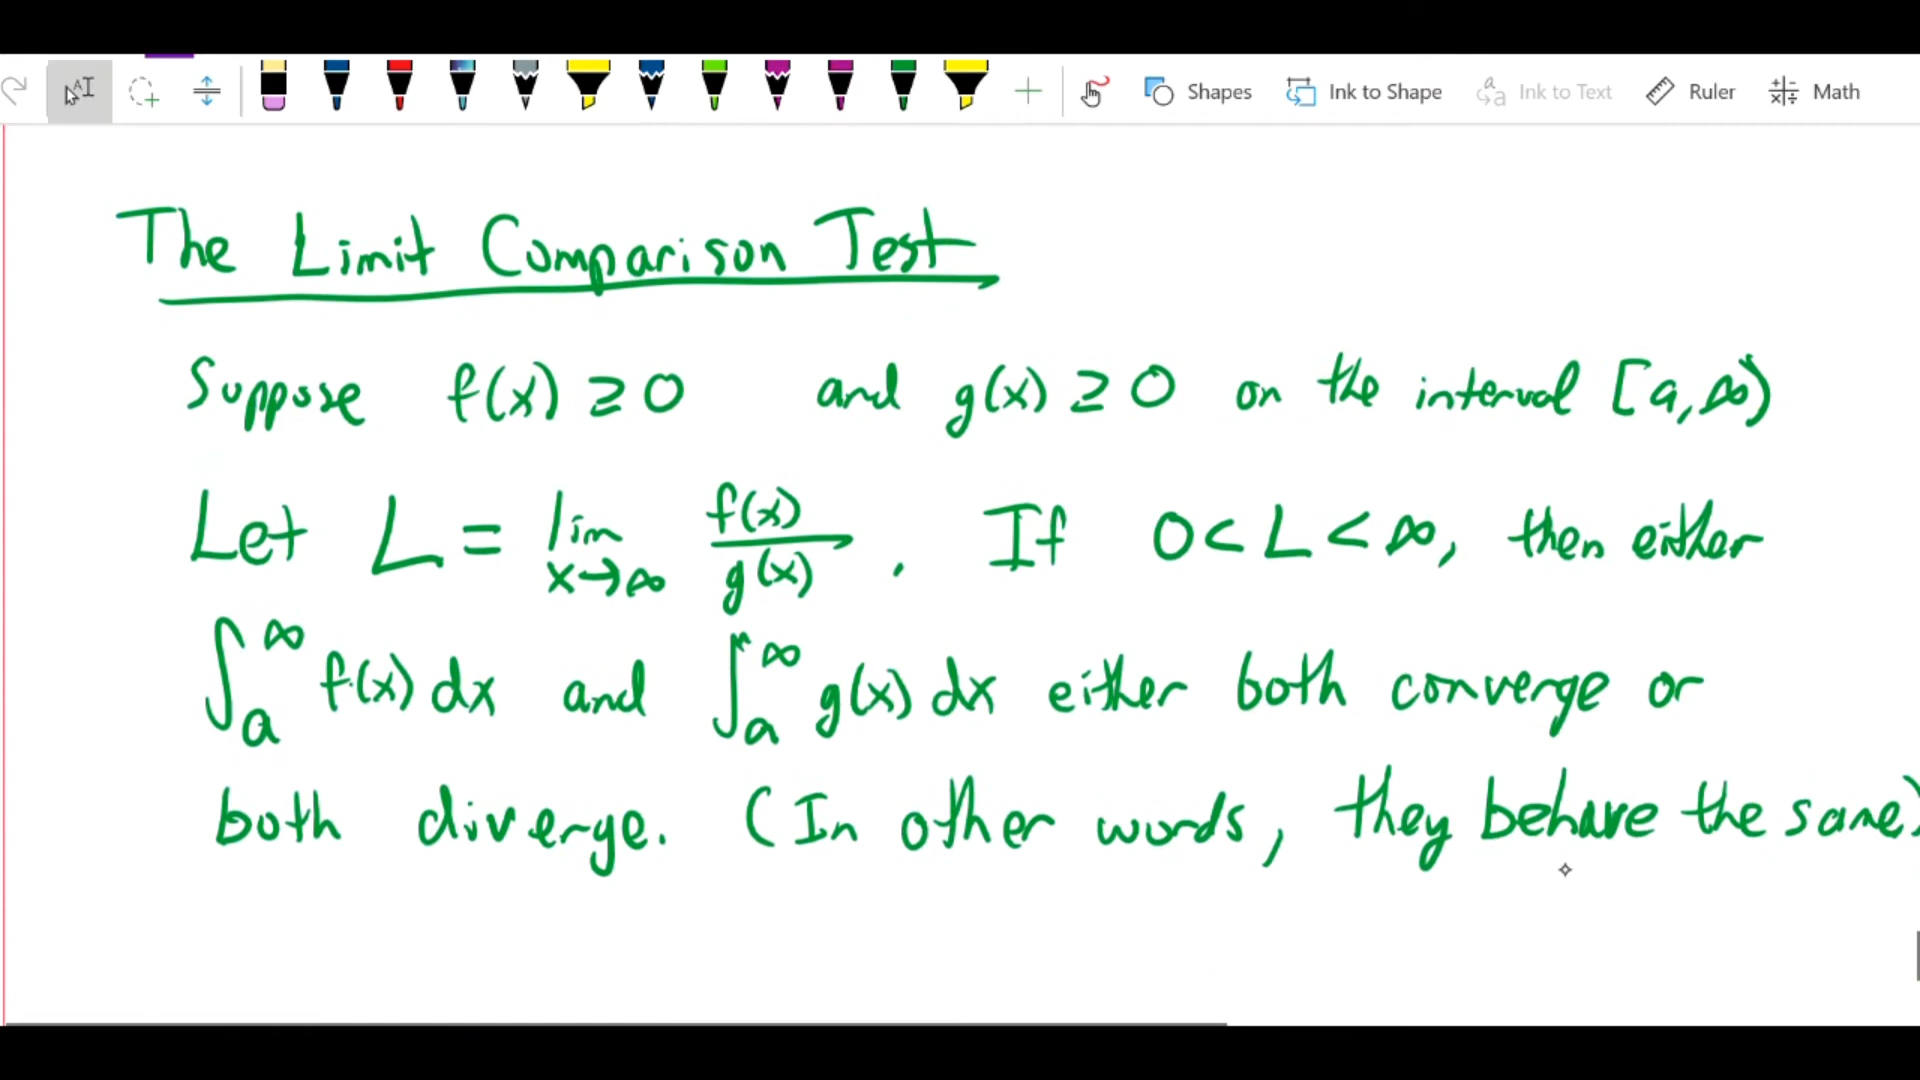 Shapes Ink to Shape Ink to Text Ruler Math
The Limit Comparison Test
Suppose f(x) ≥ 0 and g(x) ≥ 0 on the interval [a, ∞)
Let L = lim x→∞ f(x)/g(x) . If 0 < L < ∞, then either
∫_a^∞ f(x) dx and ∫_a^∞ g(x) dx either both converge or
both diverge. (In other words, they behave the same)